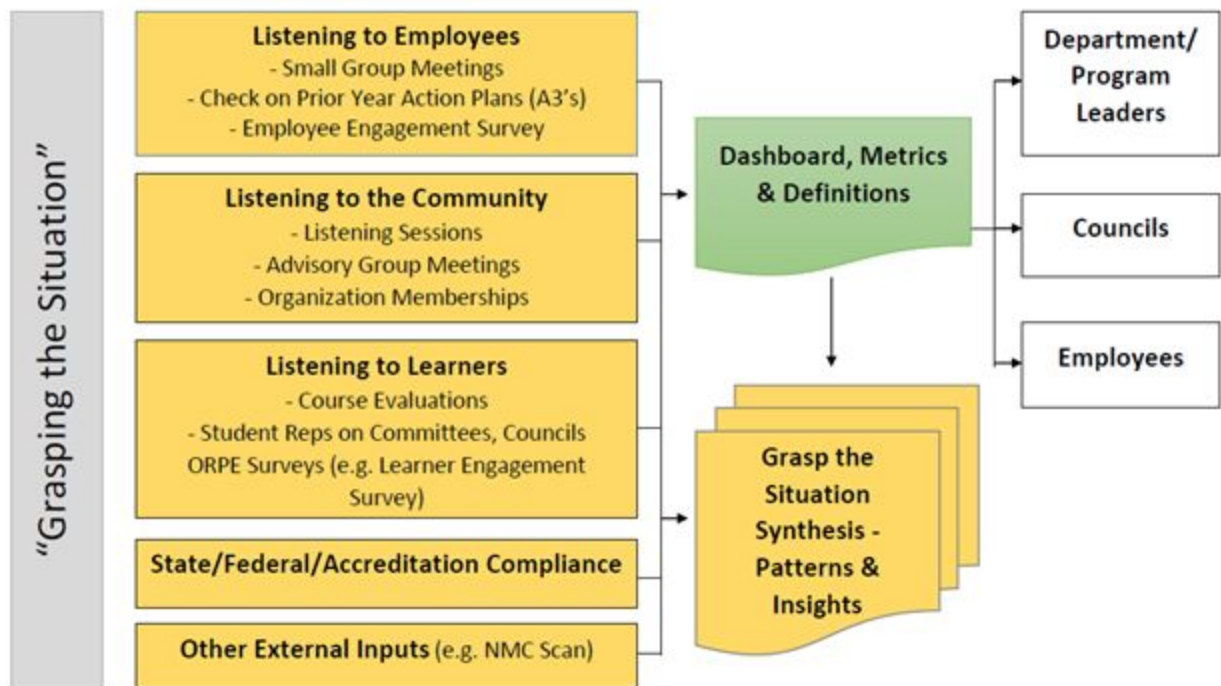 “Grasping the Situation”
Listening to Employees
- Small Group Meetings
- Check on Prior Year Action Plans (A3's)
- Employee Engagement Survey
Listening to the Community
- Listening Sessions
- Advisory Group Meetings
- Organization Memberships
Listening to Learners
- Course Evaluations
- Student Reps on Committees, Councils
ORPE Surveys (e.g. Learner Engagement
Survey)
State/Federal/Accreditation Compliance
Other External Inputs (e.g. NMC Scan)
Dashboard, Metrics
& Definitions
Grasp the
Situation
Synthesis -
Patterns &
Insights
Department/
Program
Leaders
Councils
Employees